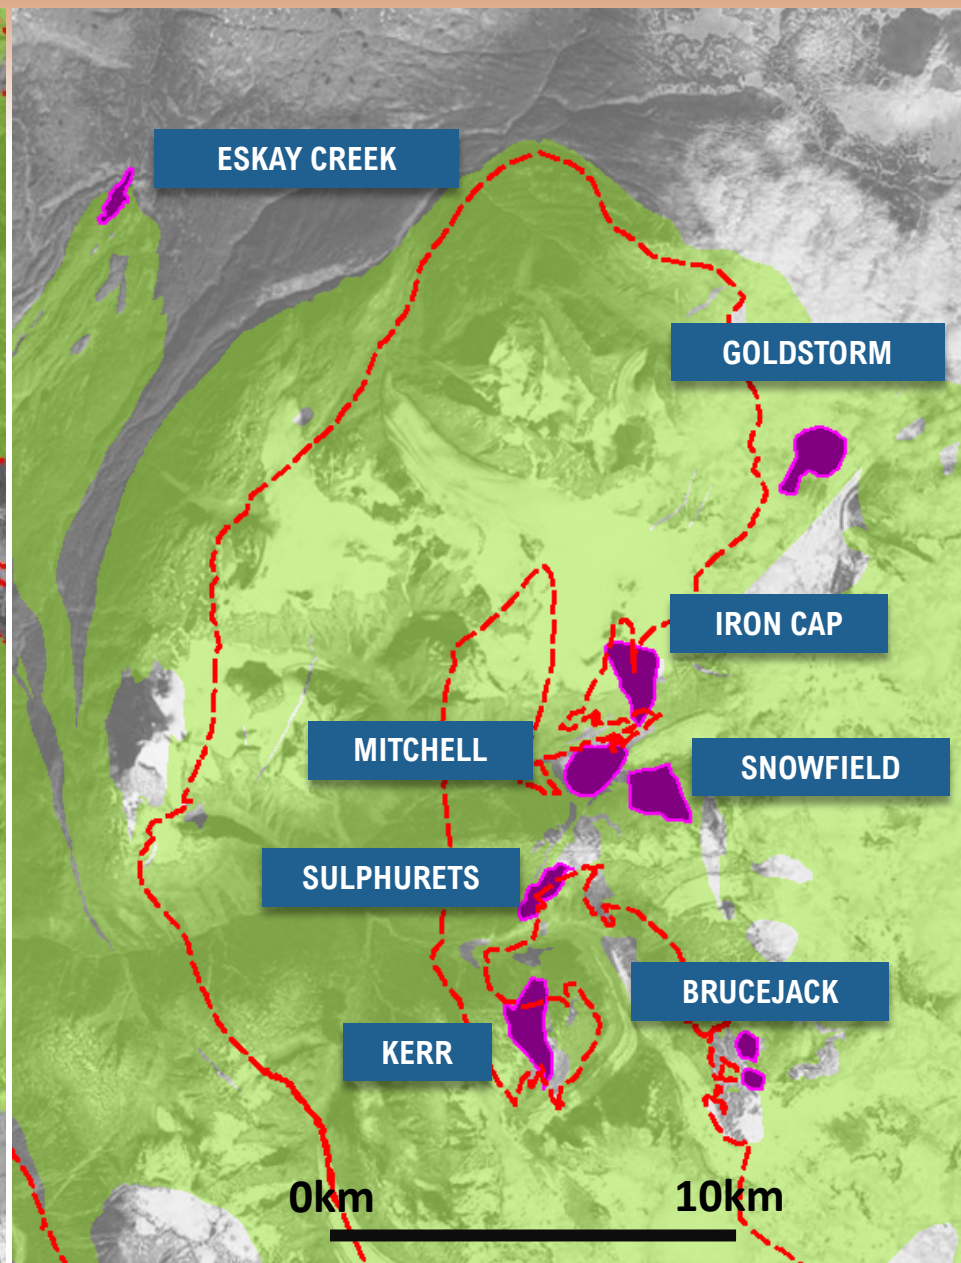 ESKAY CREEK
GOLDSTORM
IRON CAP
MITCHELL
SNOWFIELD
SULPHURETS
BRUCEJACK
KERR
0km 10km